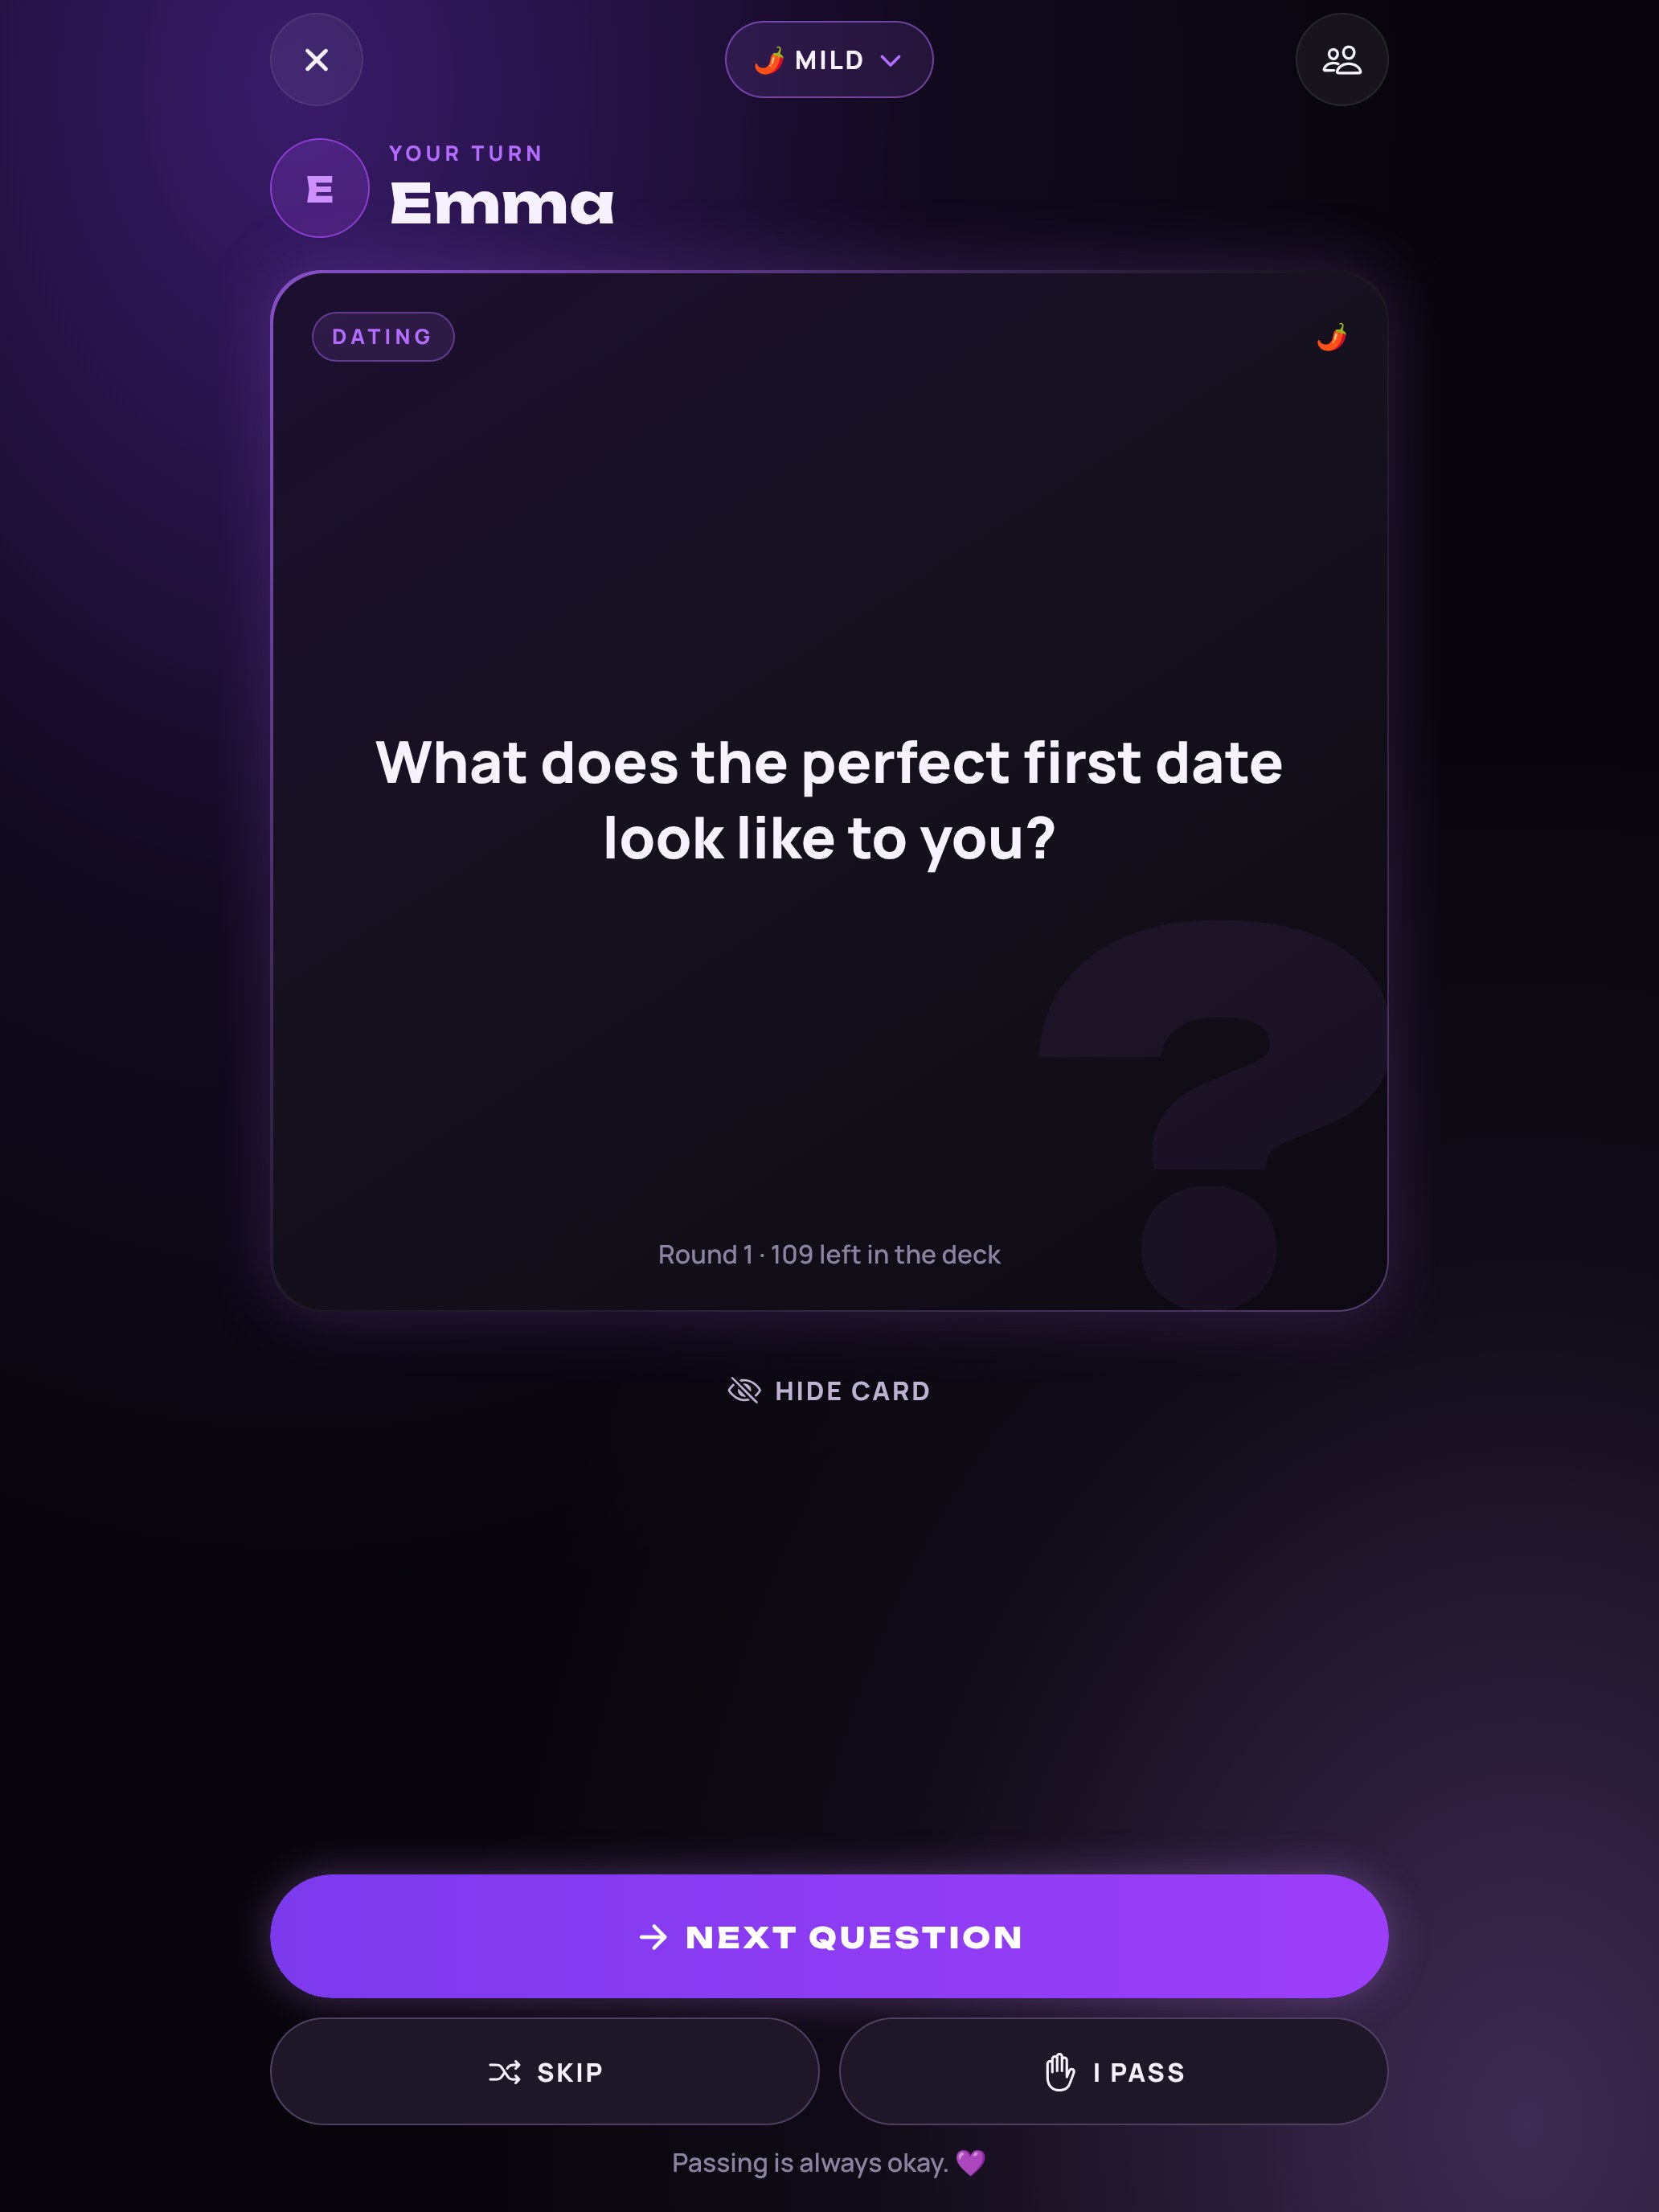 🌶️ MILD
YOUR TURN
E
Emma
DATING
🌶️
What does the perfect first date
look like to you?
?
Round 1 · 109 left in the deck
HIDE CARD
→ NEXT QUESTION
SKIP
I PASS
Passing is always okay. 💜